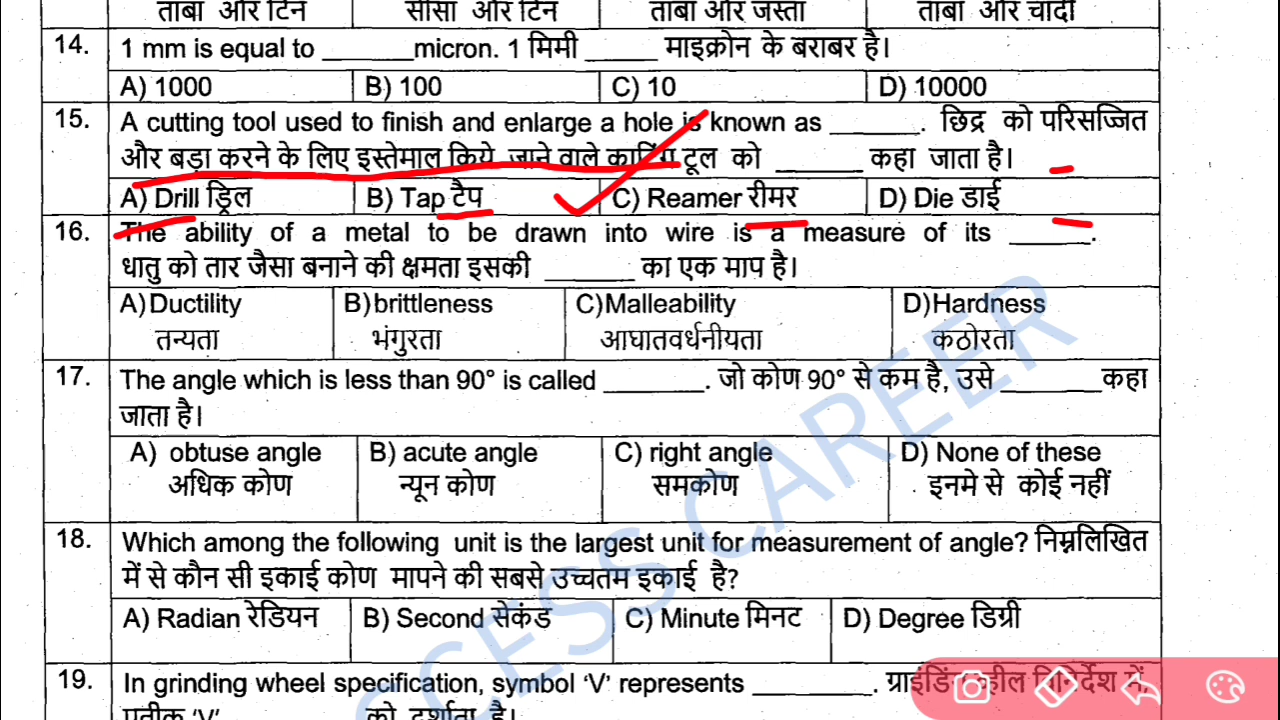 ताबा और टिन सीसा और टिन ताबा और जस्ता ताबा और चादी
14. 1 mm is equal to ______micron. 1 मिमी _____ माइक्रोन के बराबर है।
A) 1000 B) 100 C) 10 D) 10000
15. A cutting tool used to finish and enlarge a hole is known as ______. छिद्र को परिसज्जित
और बड़ा करने के लिए इस्तेमाल किये जाने वाले काटिंग टूल को ______ कहा जाता है।
A) Drill ड्रिल B) Tap टैप C) Reamer रीमर D) Die डाई
16. The ability of a metal to be drawn into wire is a measure of its ______.
धातु को तार जैसा बनाने की क्षमता इसकी ______ का एक माप है।
A) Ductility B) brittleness C) Malleability D) Hardness
तन्यता भंगुरता आघातवर्धनीयता कठोरता
17. The angle which is less than 90° is called _______. जो कोण 90° से कम है, उसे _______कहा
जाता है।
A) obtuse angle B) acute angle C) right angle D) None of these
अधिक कोण न्यून कोण समकोण इनमे से कोई नहीं
18. Which among the following unit is the largest unit for measurement of angle? निम्नलिखित
में से कौन सी इकाई कोण मापने की सबसे उच्चतम इकाई है?
A) Radian रेडियन B) Second सेकंड C) Minute मिनट D) Degree डिग्री
19. In grinding wheel specification, symbol 'V' represents ________. ग्राइंडिंग व्हील विनिर्देश में,
प्रतीक 'V' ________ को दर्शाता है।
CESS CAREER